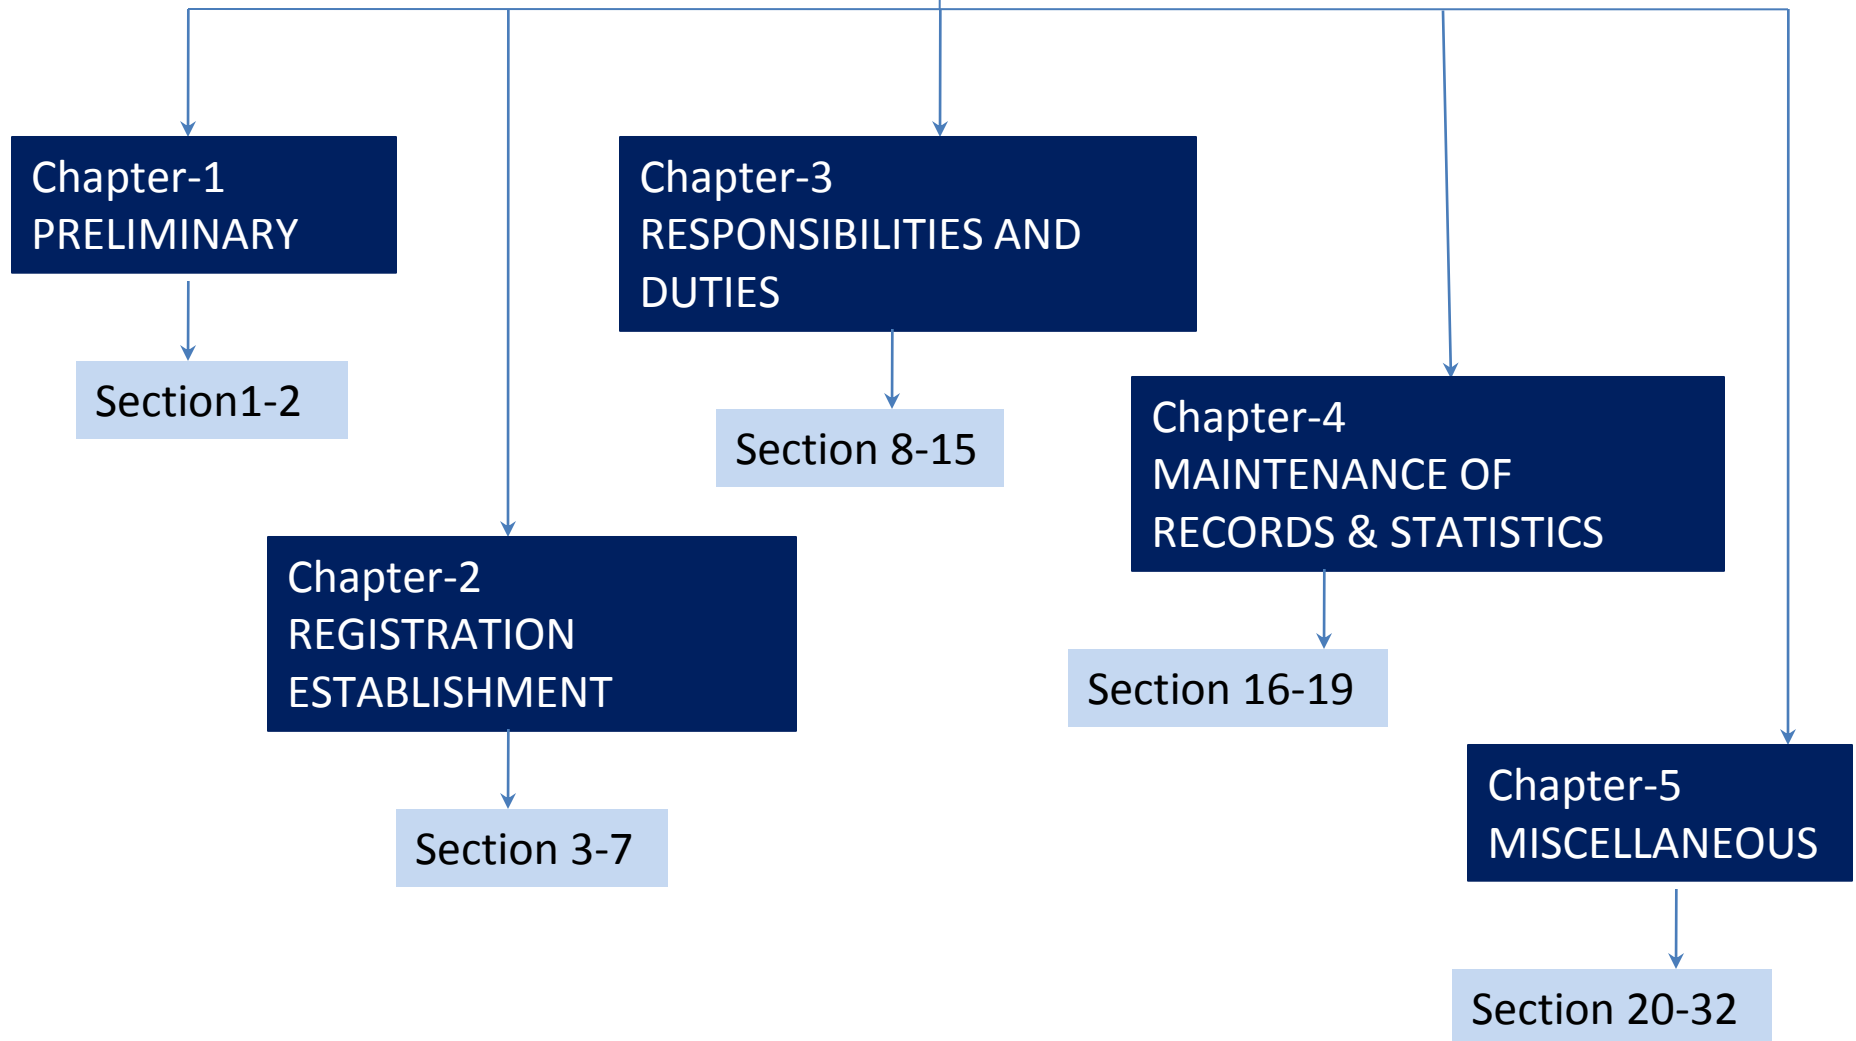 Chapter-1
PRELIMINARY
Section1-2
Chapter-2
REGISTRATION
ESTABLISHMENT
Section 3-7
Chapter-3
RESPONSIBILITIES AND
DUTIES
Section 8-15
Chapter-4
MAINTENANCE OF
RECORDS & STATISTICS
Section 16-19
Chapter-5
MISCELLANEOUS
Section 20-32